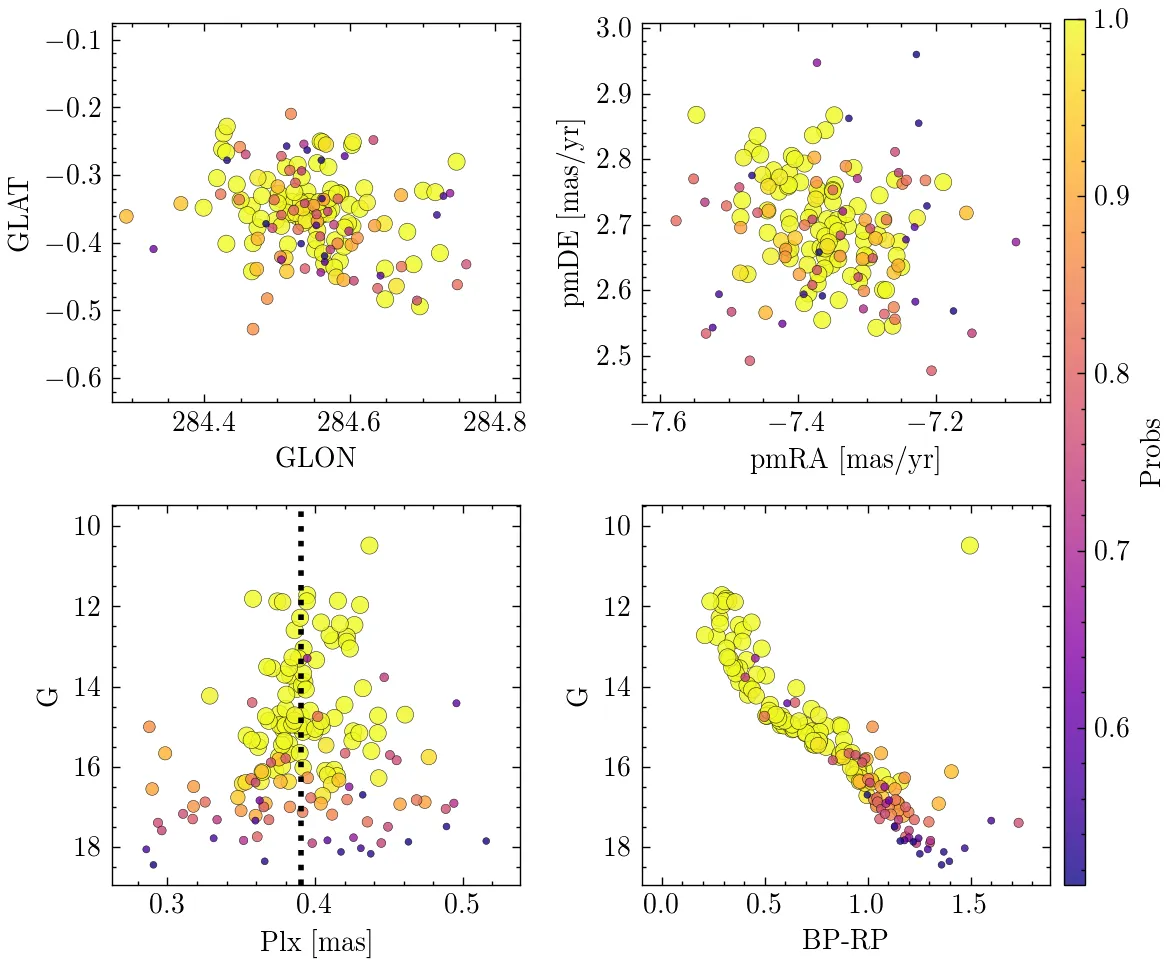 −0.1
−0.2
−0.3
−0.4
−0.5
−0.6
GLAT
284.4 284.6 284.8
GLON
3.0
2.9
2.8
2.7
2.6
2.5
pmDE [mas/yr]
−7.6 −7.4 −7.2
pmRA [mas/yr]
10
12
14
16
18
G
0.3 0.4 0.5
Plx [mas]
10
12
14
16
18
G
0.0 0.5 1.0 1.5
BP-RP
1.0
0.9
0.8
0.7
0.6
Probs